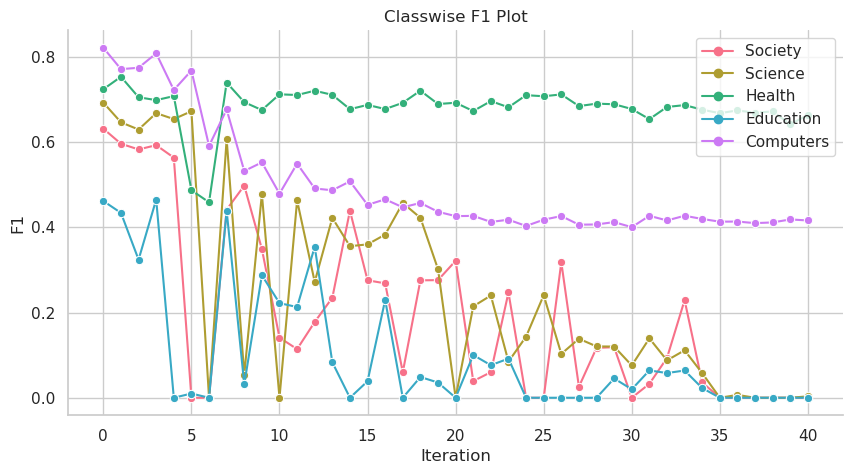 Classwise F1 Plot
Society
Science
Health
Education
Computers
F1
0.8
0.6
0.4
0.2
0.0
0 5 10 15 20 25 30 35 40
Iteration